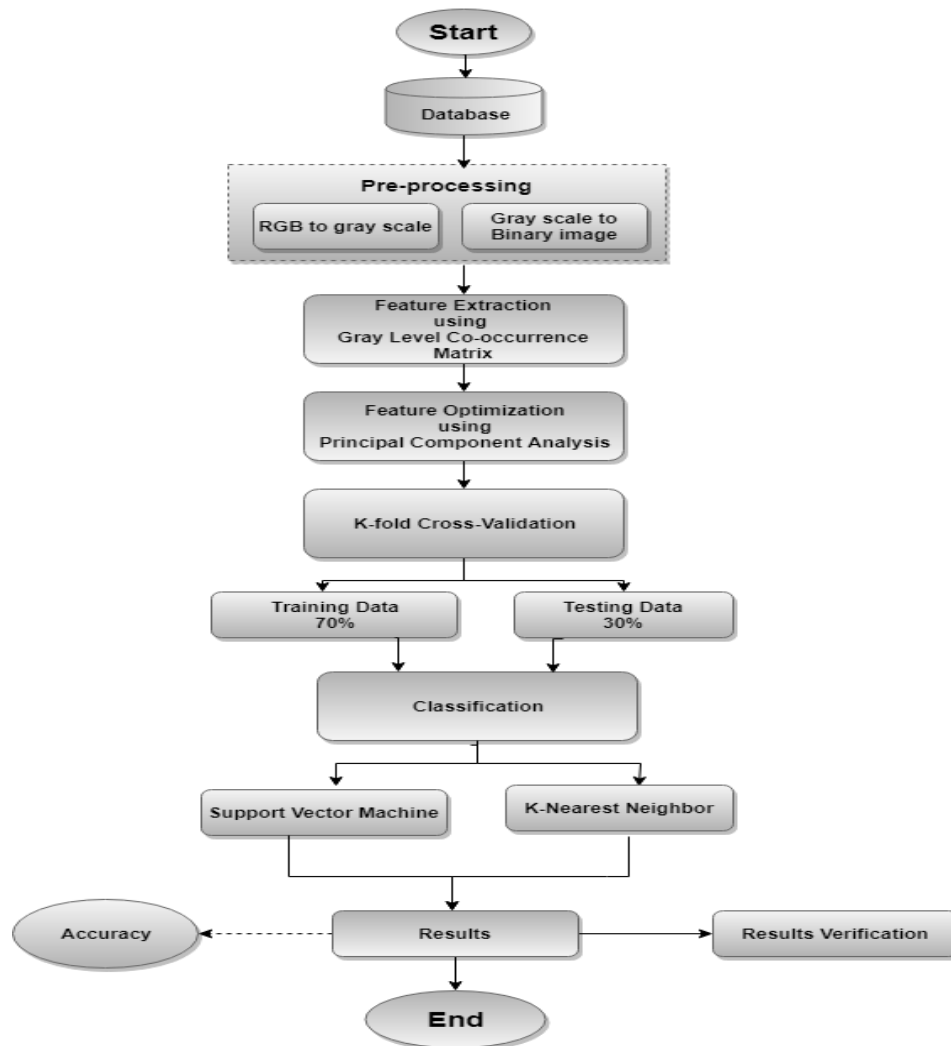 Start
Database
Pre-processing
RGB to gray scale
Gray scale to
Binary image
Feature Extraction
using
Gray Level Co-occurrence
Matrix
Feature Optimization
using
Principal Component Analysis
K-fold Cross-Validation
Training Data
70%
Testing Data
30%
Classification
Support Vector Machine
K-Nearest Neighbor
Accuracy
Results
Results Verification
End